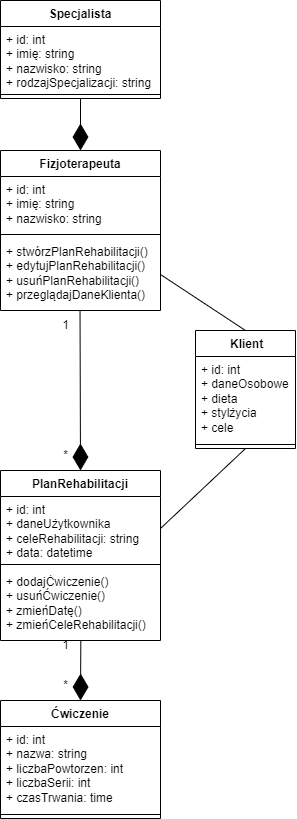 Specjalista
+ id: int
+ imię: string
+ nazwisko: string
+ rodzajSpecjalizacji: string
Fizjoterapeuta
+ id: int
+ imię: string
+ nazwisko: string
+ stwórzPlanRehabilitacji()
+ edytujPlanRehabilitacji()
+ usuńPlanRehabilitacji()
+ przeglądajDaneKlienta()
1
Klient
+ id: int
+ daneOsobowe
+ dieta
+ stylżycia
+ cele
*
PlanRehabilitacji
+ id: int
+ daneUżytkownika
+ celeRehabilitacji: string
+ data: datetime
+ dodajĆwiczenie()
+ usunĆwiczenie()
+ zmieńDatę()
+ zmieńCeleRehabilitacji()
1
*
Ćwiczenie
+ id: int
+ nazwa: string
+ liczbaPowtorzen: int
+ liczbaSerii: int
+ czasTrwania: time